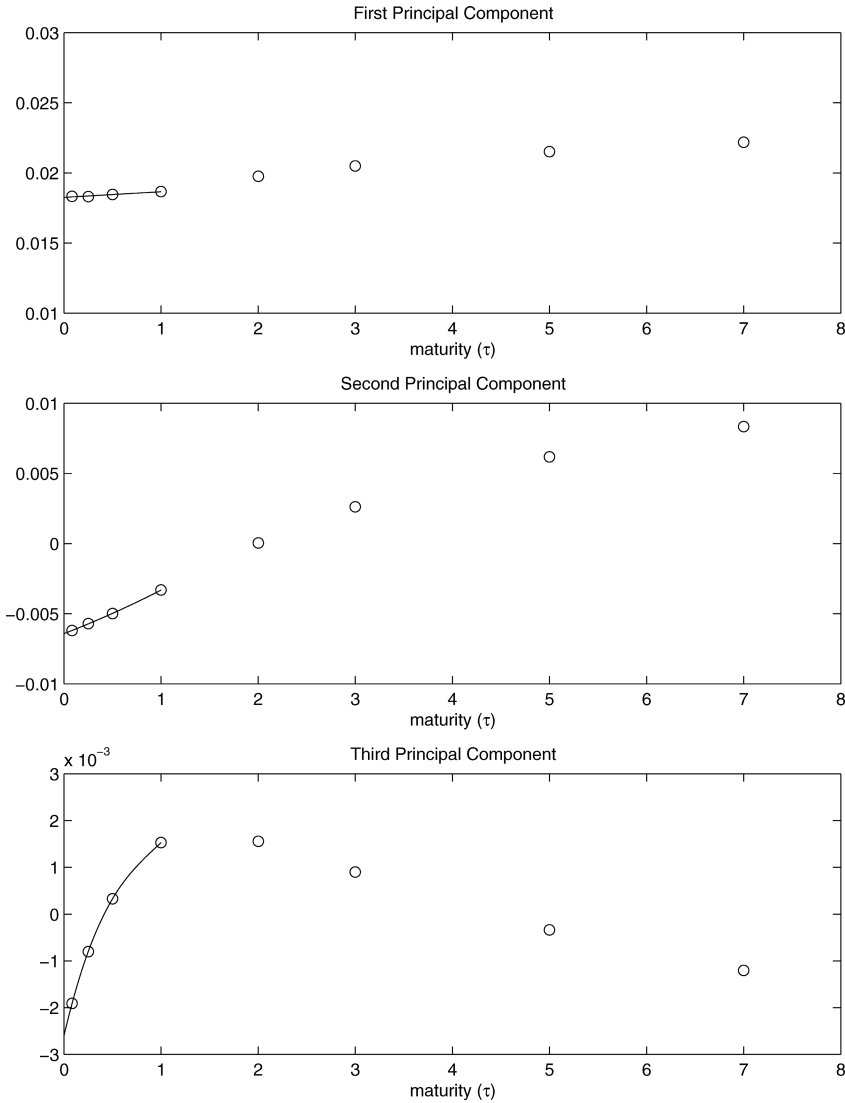 First Principal Component
0.03
0.025
0.02
0.015
0.01
0 1 2 3 4 5 6 7 8
maturity (τ)
Second Principal Component
0.01
0.005
0
−0.005
−0.01
0 1 2 3 4 5 6 7 8
maturity (τ)
x 10⁻³ Third Principal Component
3
2
1
0
−1
−2
−3
0 1 2 3 4 5 6 7 8
maturity (τ)